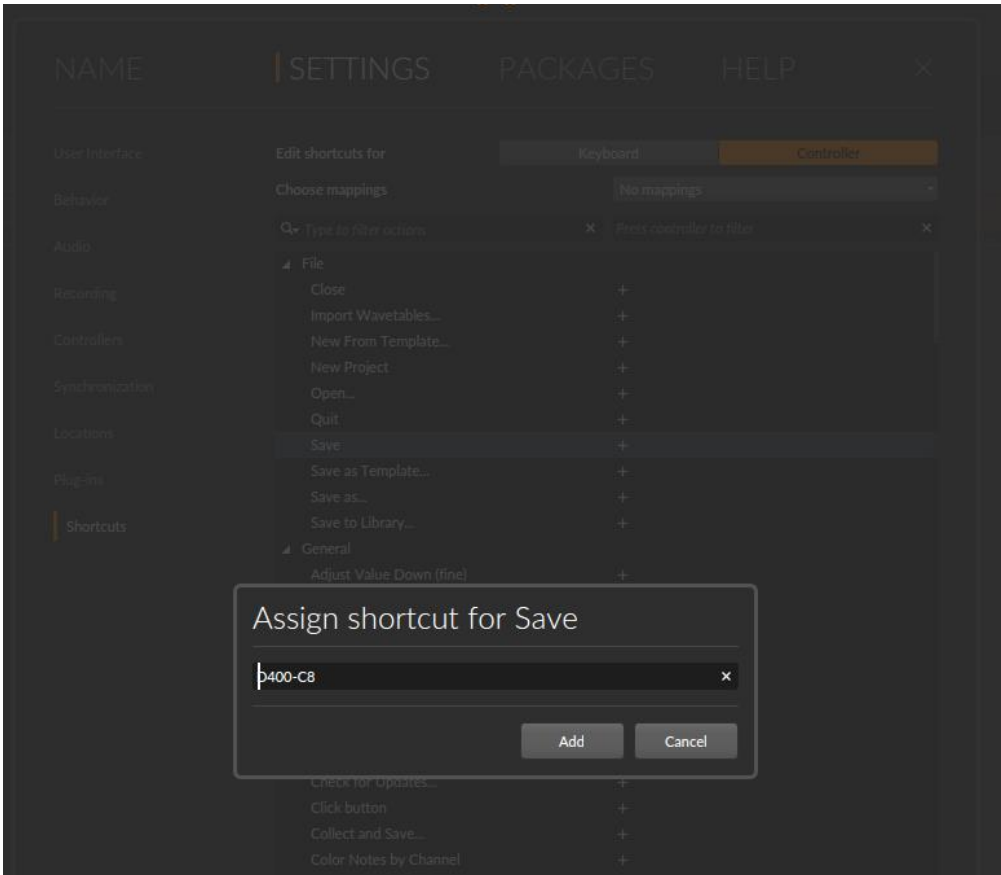 NAME SETTINGS PACKAGES HELP ×
User Interface
Behavior
Audio
Recording
Controllers
Synchronization
Locations
Plug-ins
Shortcuts
Edit shortcuts for Keyboard Controller
Choose mappings No mappings
Type to filter actions × Press controller to filter ×
File
Close +
Import Wavetables... +
New From Template... +
New Project +
Open... +
Quit +
Save +
Save as Template... +
Save as... +
Save to Library... +
General
Adjust Value Down (fine) +
Assign shortcut for Save
D400-C8 ×
Add Cancel
Check for Updates... +
Click button +
Collect and Save... +
Color Notes by Channel +